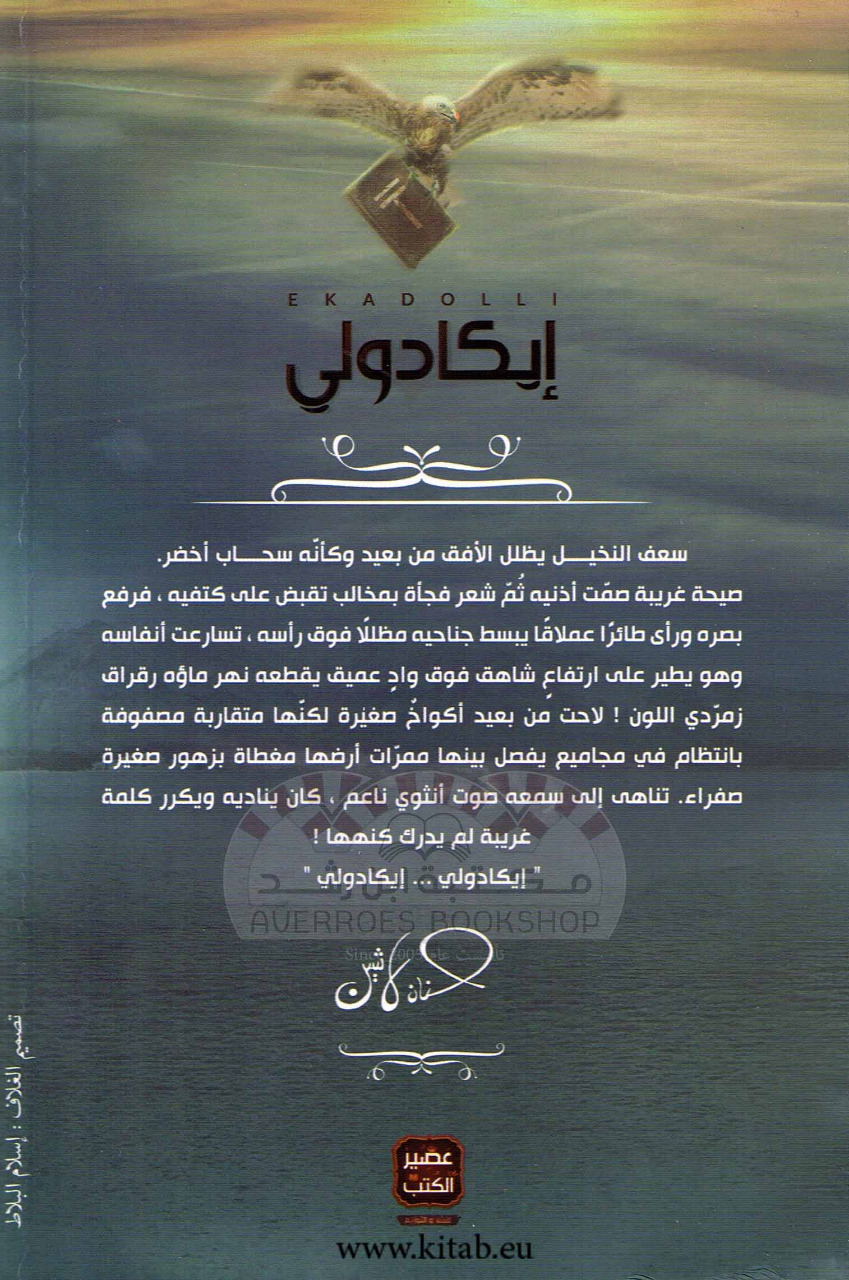 EKADOLLI
إيكادولي
سعف النخيـــل يظلل الأفق من بعيد وكأنّه سحـــاب أخضر.
صيحة غريبة صمّت أذنيه ثُمّ شعر فجأة بمخالب تقبض على كتفيه ، فرفع
بصره ورأى طائرًا عملاقًا يبسط جناحيه مظللًا فوق رأسه ، تسارعت أنفاسه
وهو يطير على ارتفاعٍ شاهق فوق وادٍ عميق يقطعه نهر ماؤه رقراق
زمرّدي اللون ! لاحت من بعيد أكواخٌ صغيرة لكنّها متقاربة مصفوفة
بانتظام في مجاميع يفصل بينها ممرّات أرضها مغطاة بزهور صغيرة
صفراء. تناهى إلى سمعه صوت أنثوي ناعم ، كان يناديه ويكرر كلمة
غريبة لم يدرك كنهها !
" إيكادولي ... إيكادولي "
مكتبة ابن رشد
AVERROES BOOKSHOP
Since 2005
حنان لاشين
عصير
الكتب
للنشر والتوزيع
www.kitab.eu
تصميم الغلاف : إسلام البلاط